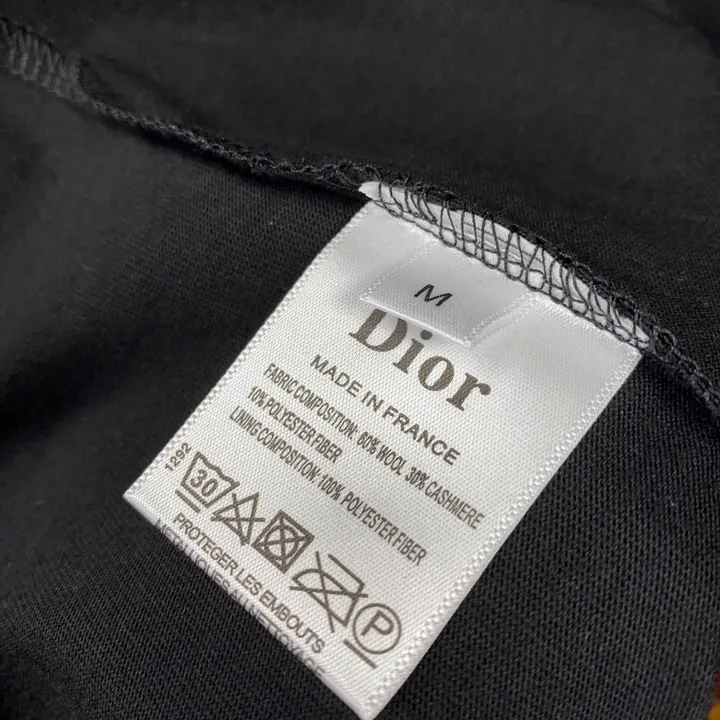 M
Dior
MADE IN FRANCE
FABRIC COMPOSITION: 60% WOOL 30% CASHMERE
10% POLYESTER FIBER
LINING COMPOSITION: 100% POLYESTER FIBER
1292
30
P
PROTEGER LES EMBOUTS